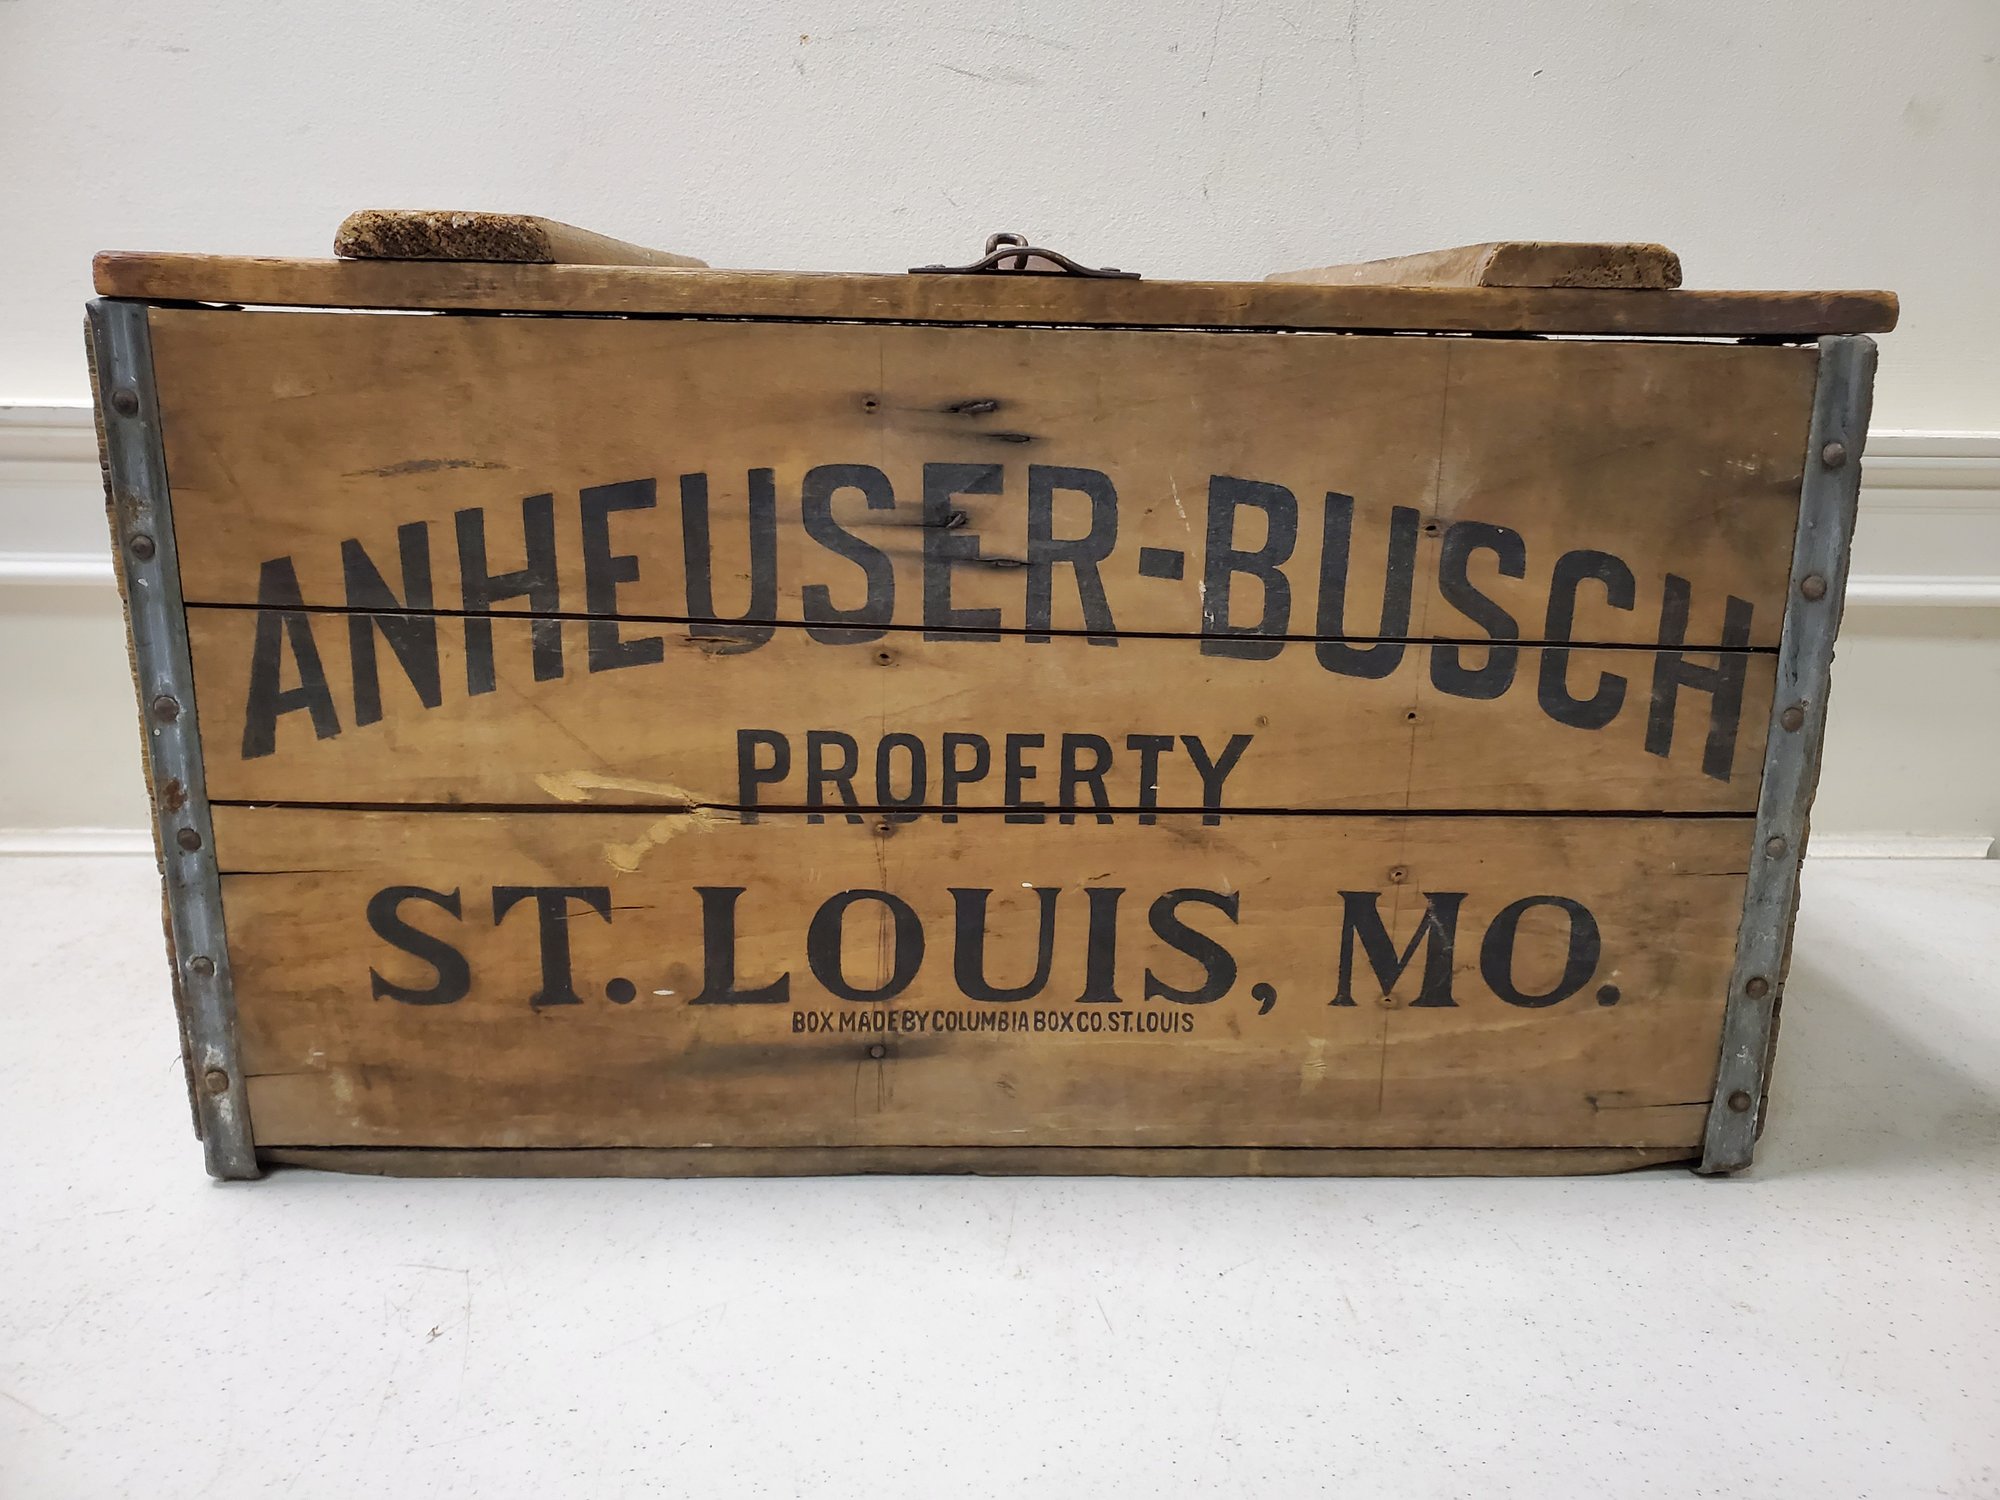 ANHEUSER-BUSCH
PROPERTY
ST. LOUIS, MO.
BOX MADE BY COLUMBIA BOX CO. ST. LOUIS